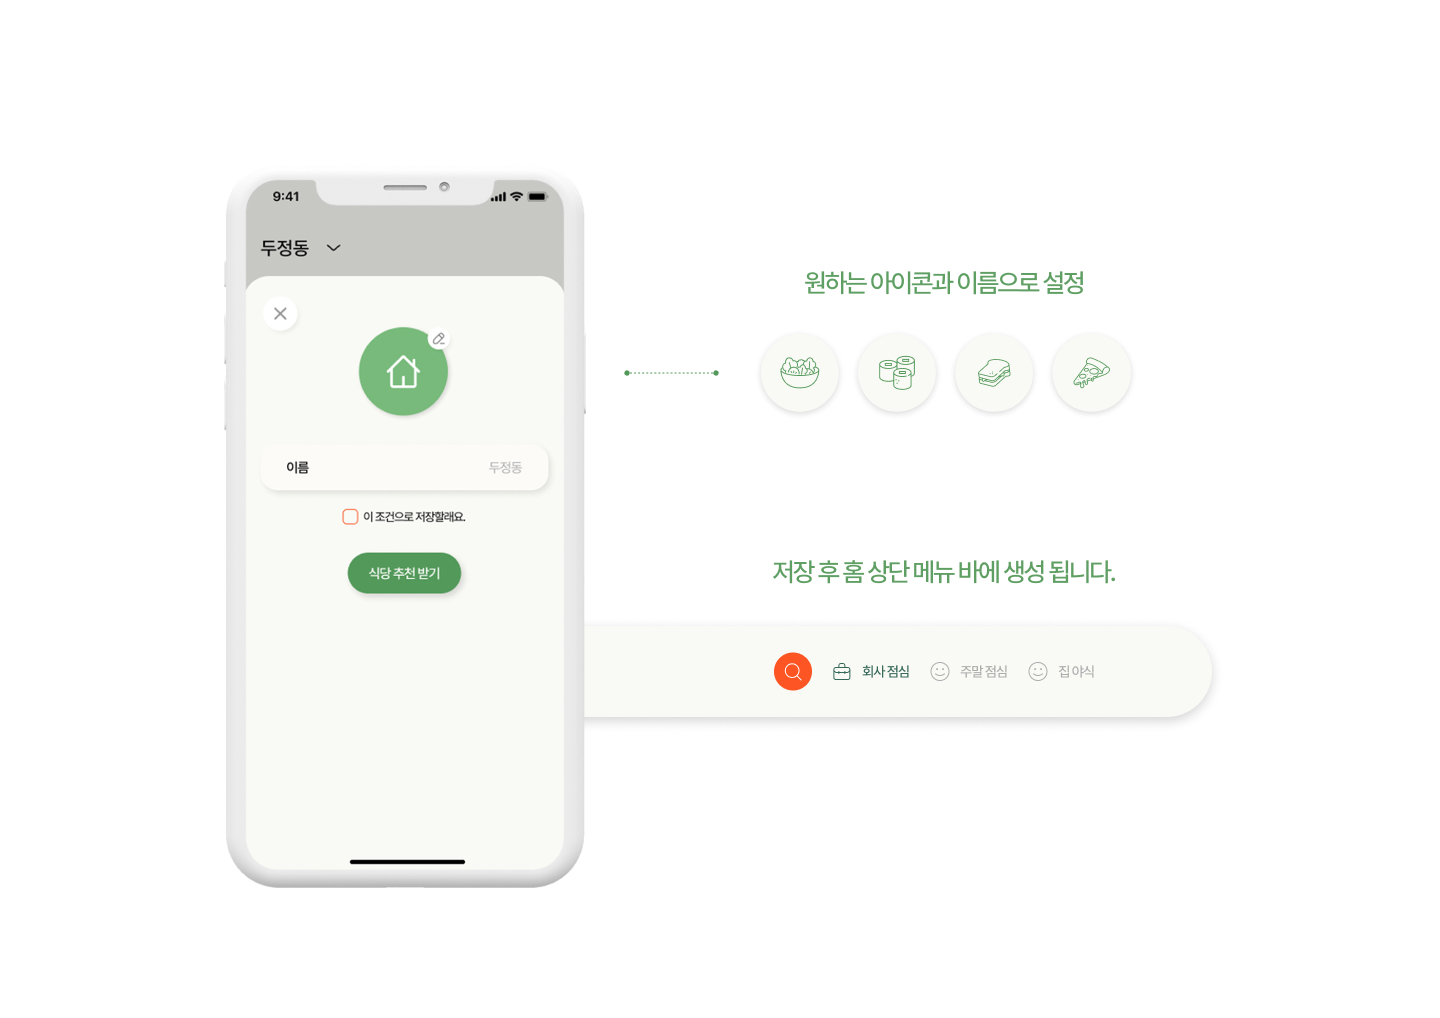 9:41
두정동
이름
두정동
이 조건으로 저장할래요.
식당 추천 받기
원하는 아이콘과 이름으로 설정
저장 후 홈 상단 메뉴 바에 생성 됩니다.
회사 점심 주말 점심 집 야식